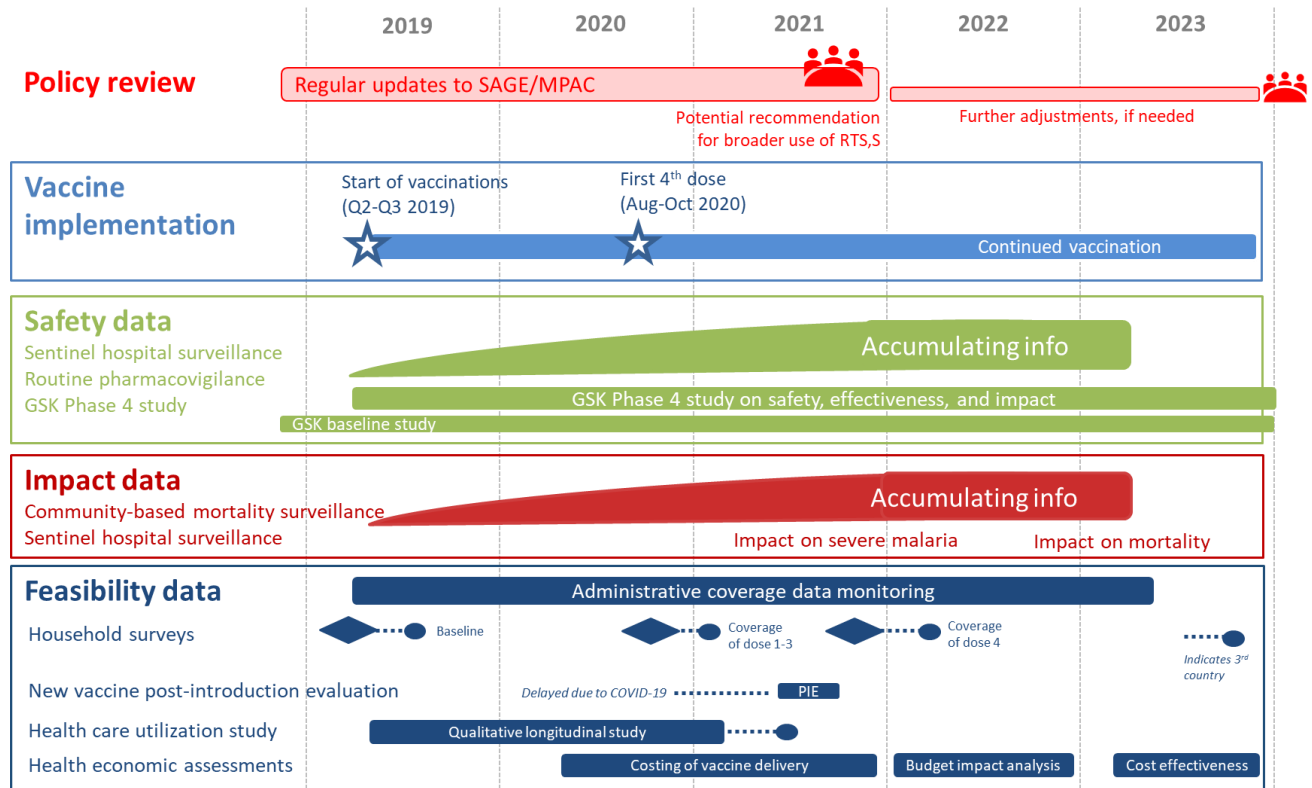 2019 2020 2021 2022 2023
Policy review
Regular updates to SAGE/MPAC
Potential recommendation
for broader use of RTS,S
Further adjustments, if needed
Vaccine
implementation
Start of vaccinations
(Q2-Q3 2019)
First 4th dose
(Aug-Oct 2020)
Continued vaccination
Safety data
Sentinel hospital surveillance
Routine pharmacovigilance
GSK Phase 4 study
Accumulating info
GSK Phase 4 study on safety, effectiveness, and impact
GSK baseline study
Impact data
Community-based mortality surveillance
Sentinel hospital surveillance
Accumulating info
Impact on severe malaria
Impact on mortality
Feasibility data
Administrative coverage data monitoring
Household surveys
Baseline
Coverage
of dose 1-3
Coverage
of dose 4
Indicates 3rd
country
New vaccine post-introduction evaluation
Delayed due to COVID-19
PIE
Health care utilization study
Qualitative longitudinal study
Health economic assessments
Costing of vaccine delivery
Budget impact analysis
Cost effectiveness